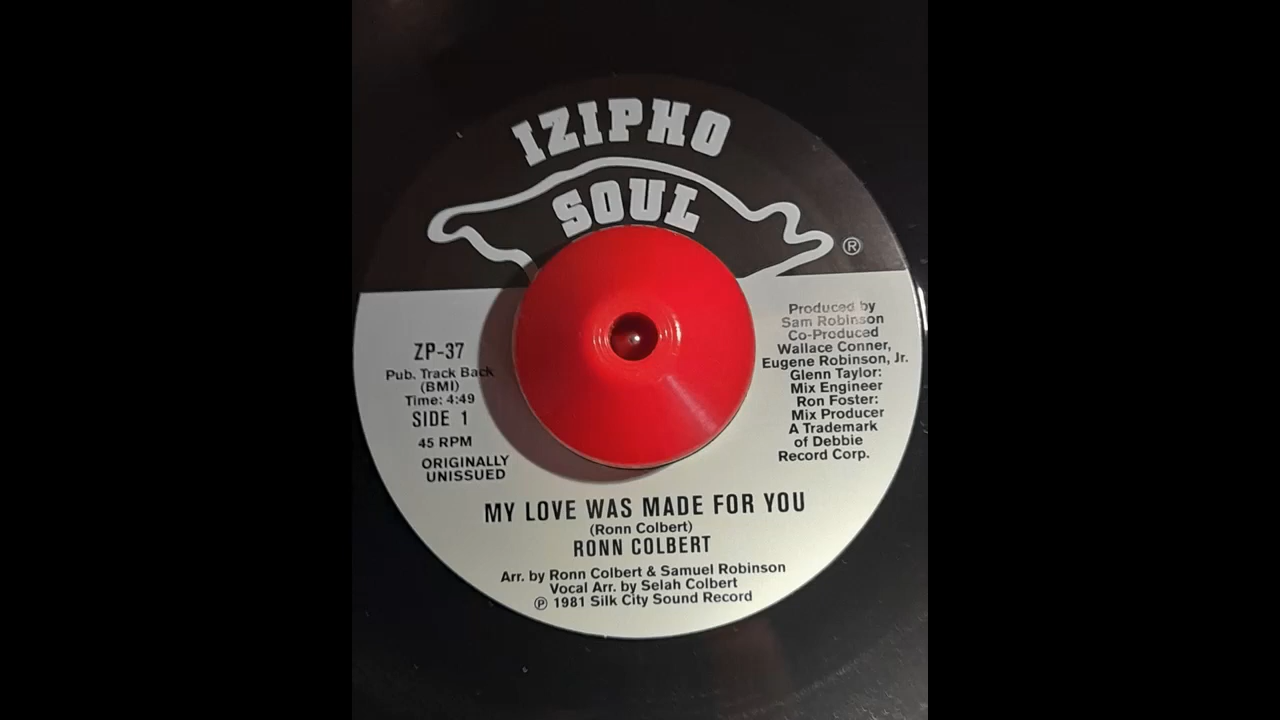 IZIPHO
SOUL
®
ZP-37
Pub. Track Back
(BMI)
Time: 4:49
SIDE 1
45 RPM
ORIGINALLY
UNISSUED
Produced by
Sam Robinson
Co-Produced
Wallace Conner,
Eugene Robinson, Jr.
Glenn Taylor:
Mix Engineer
Ron Foster:
Mix Producer
A Trademark
of Debbie
Record Corp.
MY LOVE WAS MADE FOR YOU
(Ronn Colbert)
RONN COLBERT
Arr. by Ronn Colbert & Samuel Robinson
Vocal Arr. by Selah Colbert
℗ 1981 Silk City Sound Record